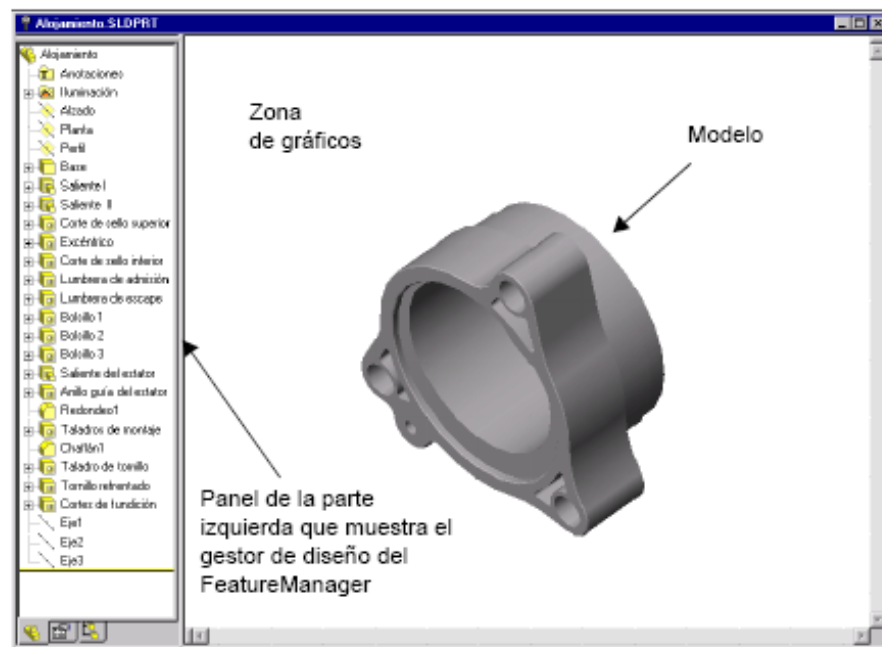 Alojamiento.SLDPRT
Alojamiento
Anotaciones
Iluminación
Alzado
Planta
Perfil
Base
Saliente I
Saliente II
Corte de sello superior
Excéntrico
Corte de sello inferior
Lumbrera de admisión
Lumbrera de escape
Bolsillo 1
Bolsillo 2
Bolsillo 3
Saliente del estator
Anillo guía del estator
Redondeo1
Taladros de montaje
Chaflán1
Taladro de tornillo
Tornillo refrentado
Cortes de fundición
Eje1
Eje2
Eje3
Zona
de gráficos
Modelo
Panel de la parte
izquierda que muestra el
gestor de diseño del
FeatureManager